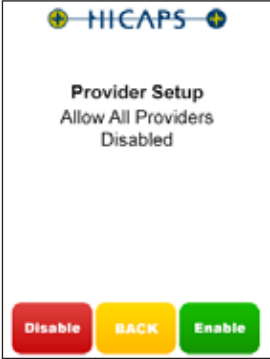 HICAPS
Provider Setup
Allow All Providers
Disabled
Disable BACK Enable